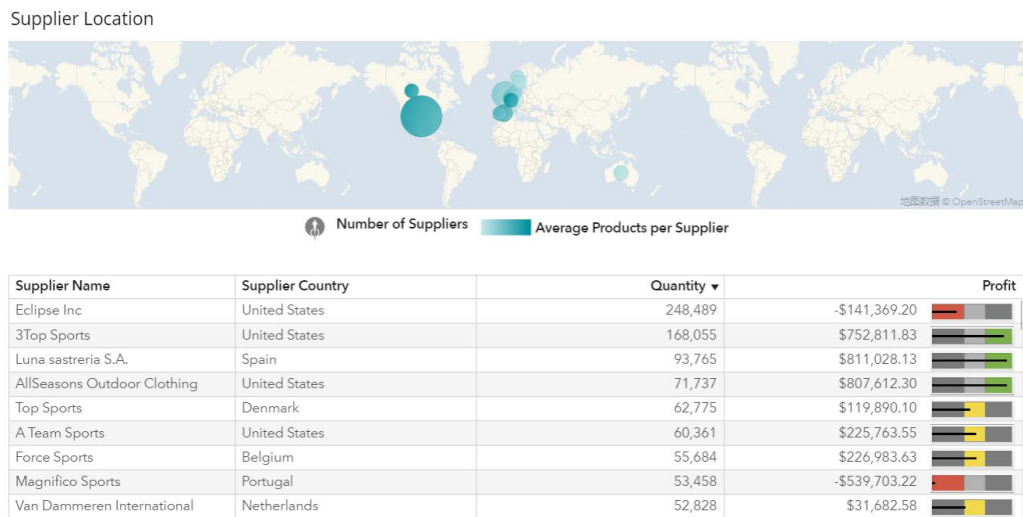 Supplier Location
地图数据 © OpenStreetMap
Number of Suppliers Average Products per Supplier
Supplier Name Supplier Country Quantity ▼ Profit
Eclipse Inc United States 248,489 -$141,369.20
3Top Sports United States 168,055 $752,811.83
Luna sastreria S.A. Spain 93,765 $811,028.13
AllSeasons Outdoor Clothing United States 71,737 $807,612.30
Top Sports Denmark 62,775 $119,890.10
A Team Sports United States 60,361 $225,763.55
Force Sports Belgium 55,684 $226,983.63
Magnifico Sports Portugal 53,458 -$539,703.22
Van Dammeren International Netherlands 52,828 $31,682.58